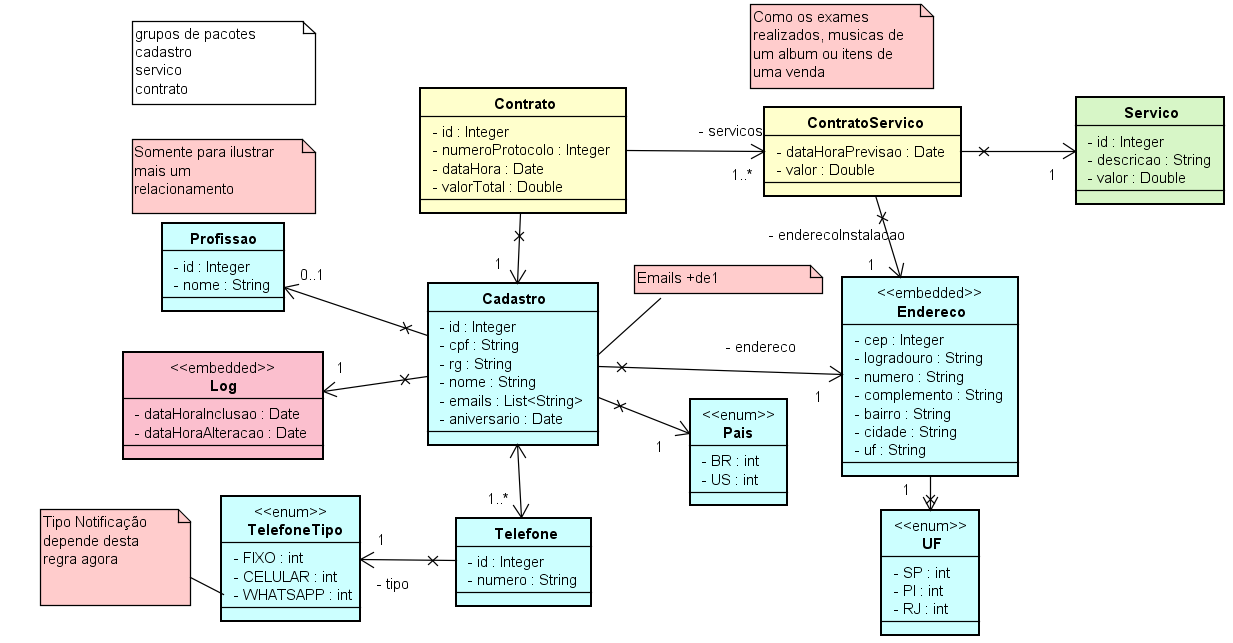 grupos de pacotes
cadastro
servico
contrato
Como os exames
realizados, musicas de
um album ou itens de
uma venda
Somente para ilustrar
mais um
relacionamento
Contrato
- id : Integer
- numeroProtocolo : Integer
- dataHora : Date
- valorTotal : Double
- servicos
1..*
ContratoServico
- dataHoraPrevisao : Date
- valor : Double
1
Servico
- id : Integer
- descricao : String
- valor : Double
Profissao
- id : Integer
- nome : String
0..1
1
- enderecoInstalacao
1
Emails +de1
Cadastro
- id : Integer
- cpf : String
- rg : String
- nome : String
- emails : List<String>
- aniversario : Date
- endereco
1
<<embedded>>
Endereco
- cep : Integer
- logradouro : String
- numero : String
- complemento : String
- bairro : String
- cidade : String
- uf : String
<<embedded>>
Log
- dataHoraInclusao : Date
- dataHoraAlteracao : Date
1
1
<<enum>>
Pais
- BR : int
- US : int
1..*
1
Tipo Notificação
depende desta
regra agora
<<enum>>
TelefoneTipo
- FIXO : int
- CELULAR : int
- WHATSAPP : int
1
- tipo
Telefone
- id : Integer
- numero : String
<<enum>>
UF
- SP : int
- PI : int
- RJ : int